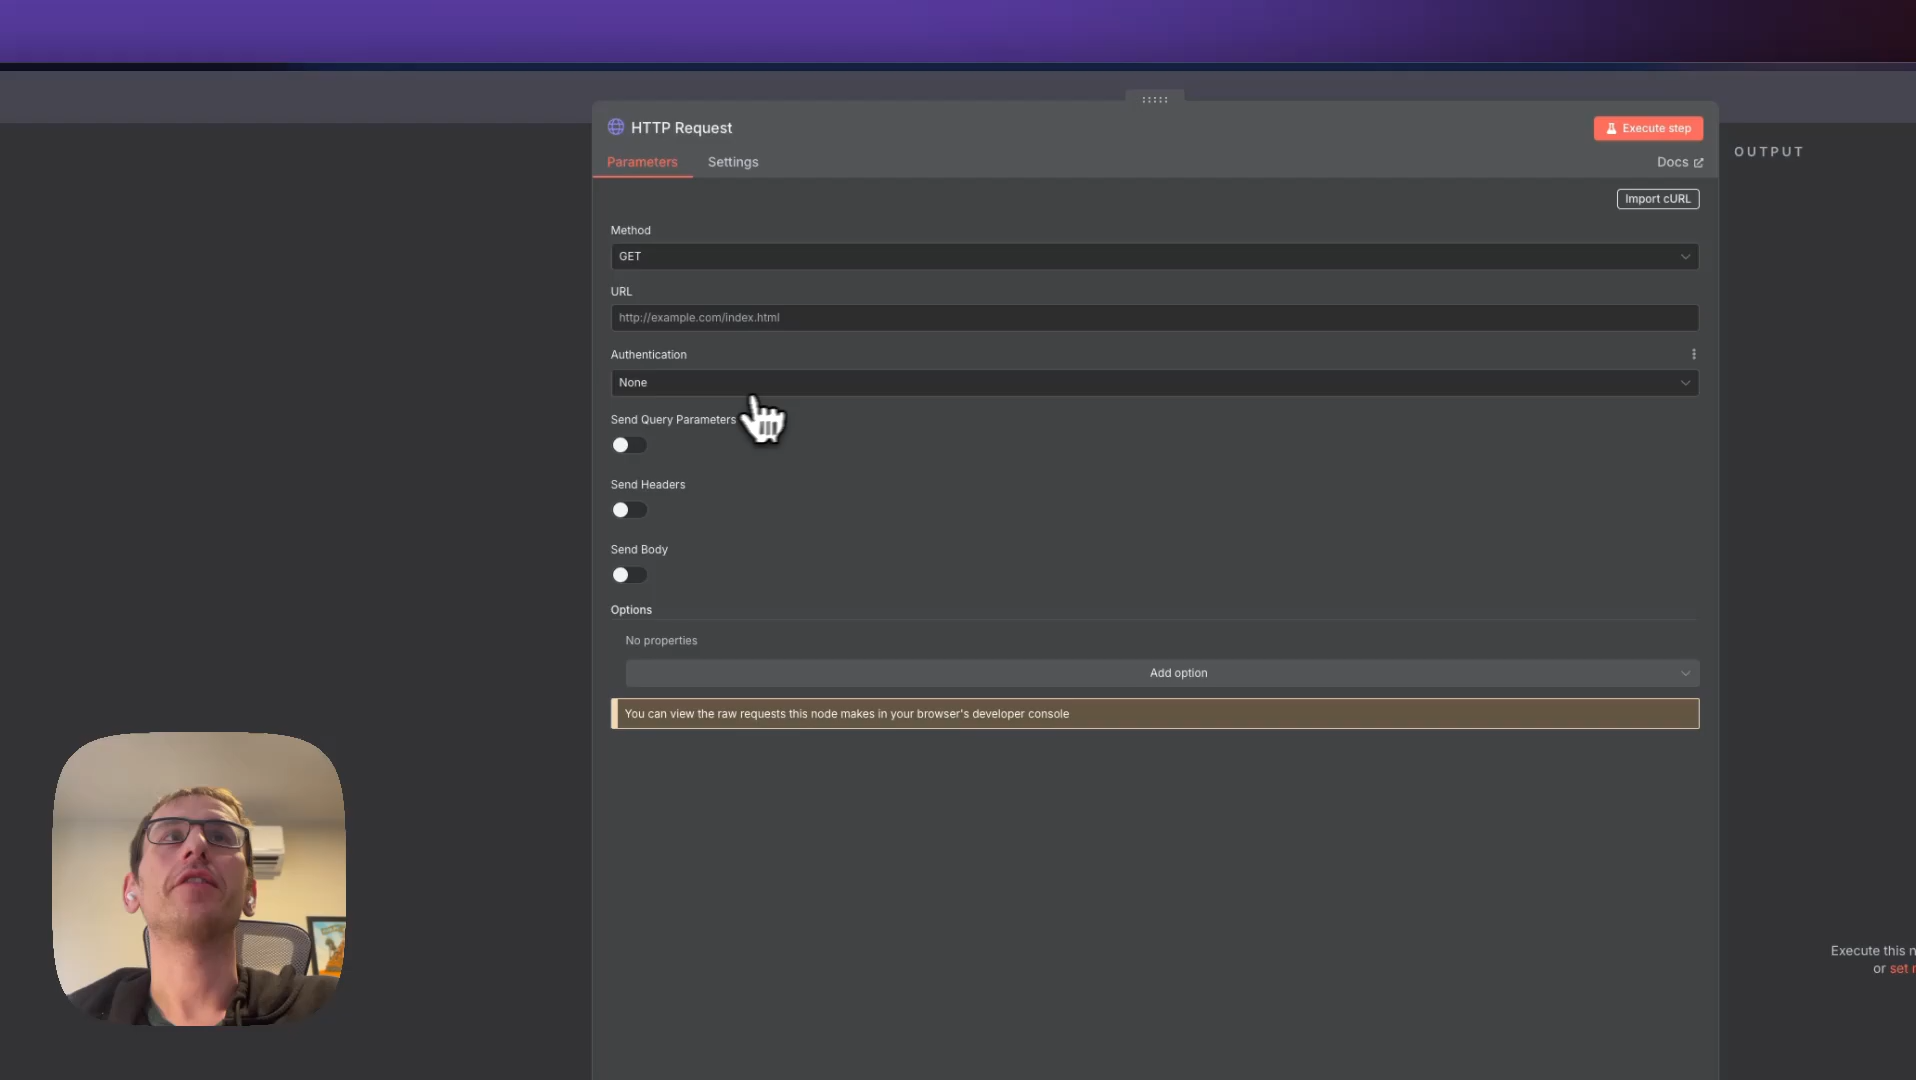 HTTP Request
Execute step
Parameters
Settings
Docs
OUTPUT
Import cURL
Method
GET
URL
http://example.com/index.html
Authentication
None
Send Query Parameters
Send Headers
Send Body
Options
No properties
Add option
You can view the raw requests this node makes in your browser's developer console
Execute this n
or set r